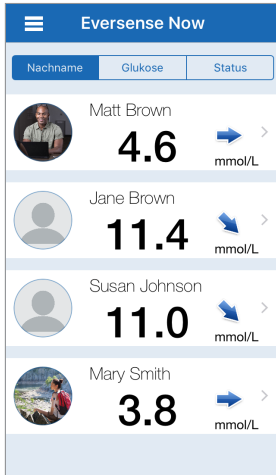 Eversense Now
Nachname Glukose Status
Matt Brown
4.6
mmol/L
Jane Brown
11.4
mmol/L
Susan Johnson
11.0
mmol/L
Mary Smith
3.8
mmol/L